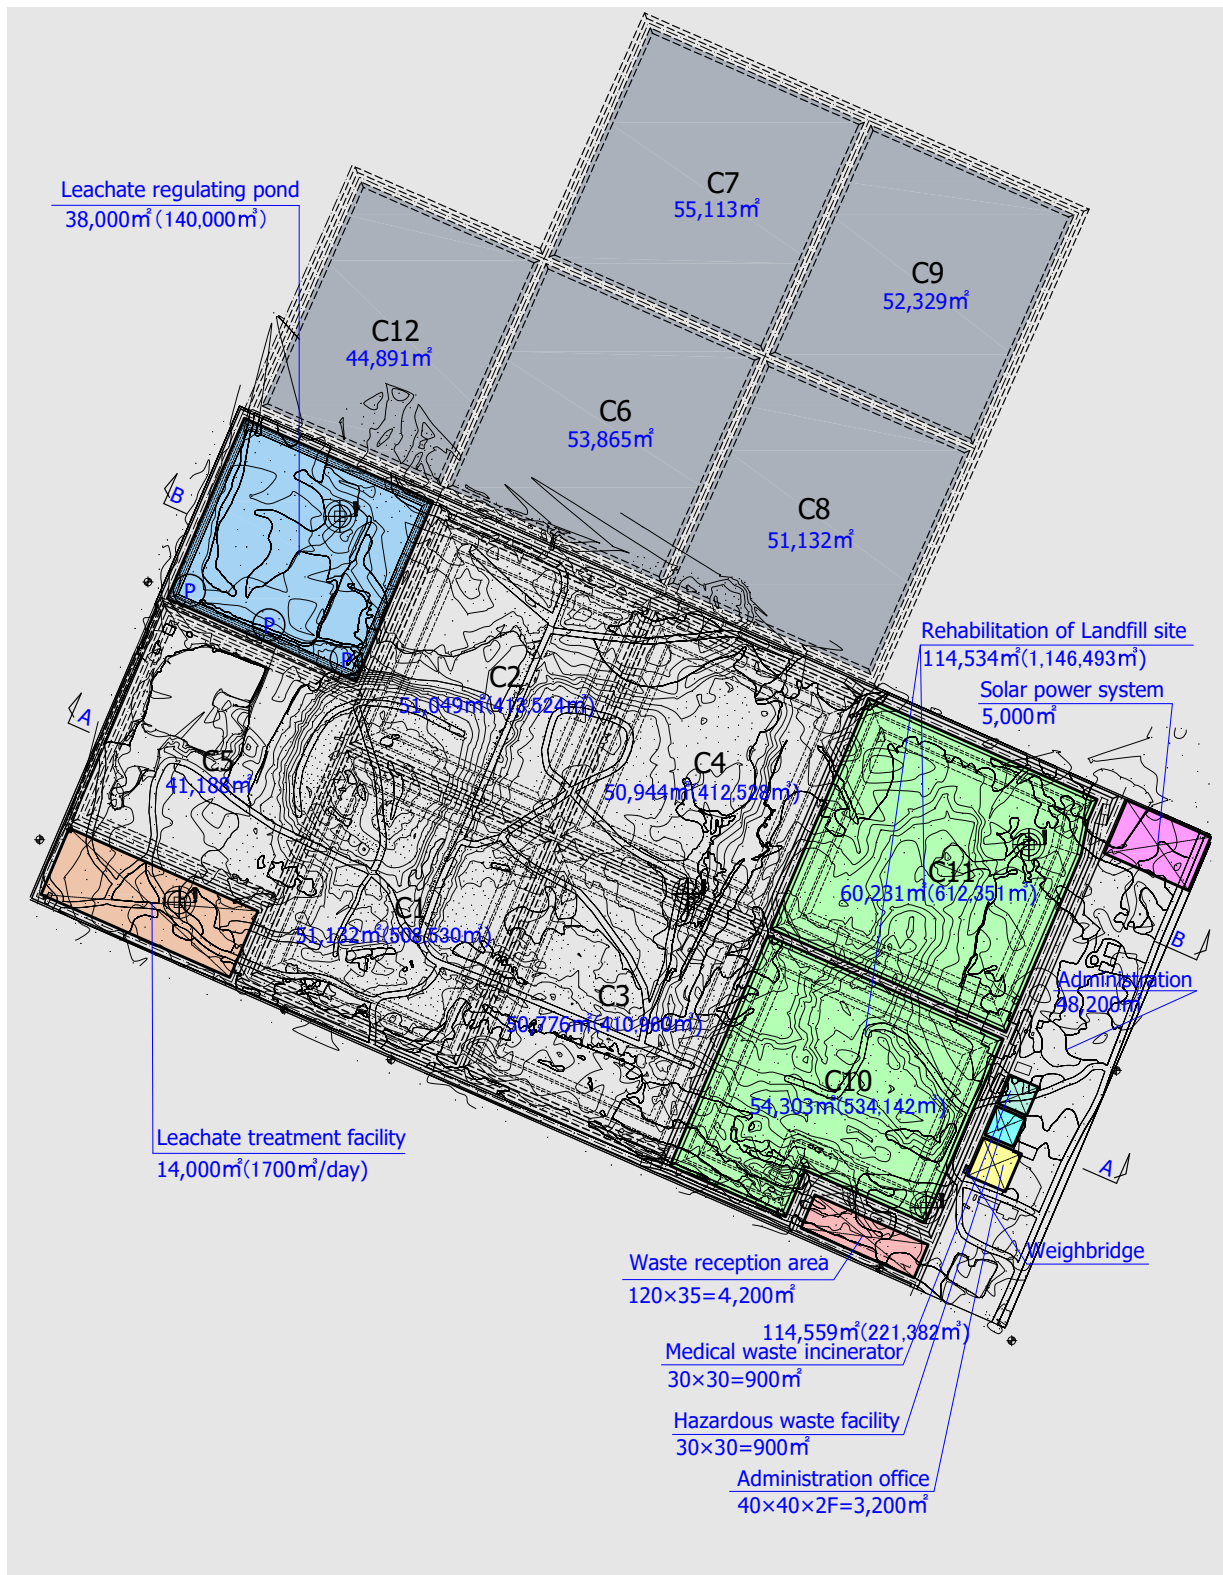 C7
55,113㎡
Leachate regulating pond
38,000㎡(140,000㎥)
C9
52,329㎡
C12
44,891㎡
C6
53,865㎡
B
C8
51,132㎡
P
P
P
Rehabilitation of Landfill site
114,534㎡(1,146,493㎥)
C2
51,049㎡(413,524㎥)
Solar power system
5,000㎡
A
C5
41,188㎡
C4
50,944㎡(412,528㎥)
C11
60,231㎡(612,351㎥)
C1
51,132㎡(508,530㎥)
B
Administration
48,200㎡
C3
50,776㎡(410,960㎥)
C10
54,303㎡(534,142㎥)
Leachate treatment facility
14,000㎡(1700㎥/day)
A
Weighbridge
Waste reception area
120×35=4,200㎡
114,559㎡(221,382㎥)
Medical waste incinerator
30×30=900㎡
Hazardous waste facility
30×30=900㎡
Administration office
40×40×2F=3,200㎡